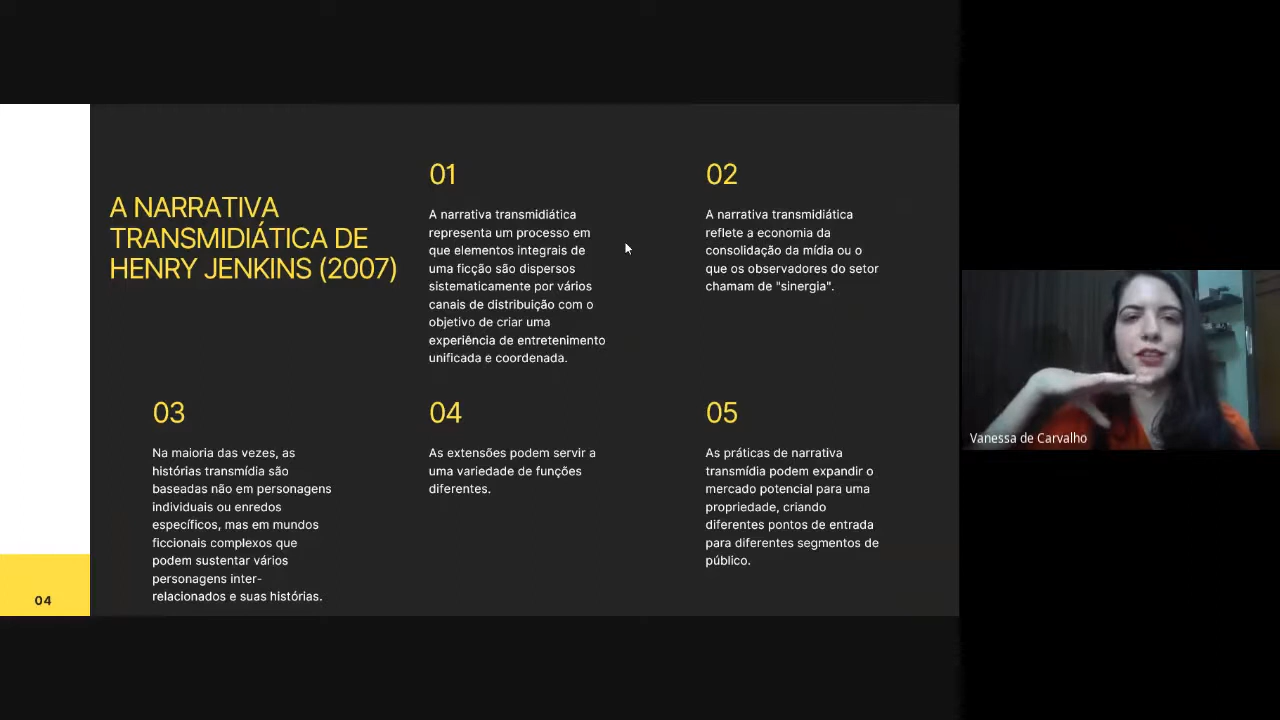 A NARRATIVA
TRANSMIDIÁTICA DE
HENRY JENKINS (2007)
01
A narrativa transmidiática
representa um processo em
que elementos integrais de
uma ficção são dispersos
sistematicamente por vários
canais de distribuição com o
objetivo de criar uma
experiência de entretenimento
unificada e coordenada.
02
A narrativa transmidiática
reflete a economia da
consolidação da mídia ou o
que os observadores do setor
chamam de "sinergia".
03
Na maioria das vezes, as
histórias transmídia são
baseadas não em personagens
individuais ou enredos
específicos, mas em mundos
ficcionais complexos que
podem sustentar vários
personagens inter-
relacionados e suas histórias.
04
As extensões podem servir a
uma variedade de funções
diferentes.
05
As práticas de narrativa
transmídia podem expandir o
mercado potencial para uma
propriedade, criando
diferentes pontos de entrada
para diferentes segmentos de
público.
04
Vanessa de Carvalho